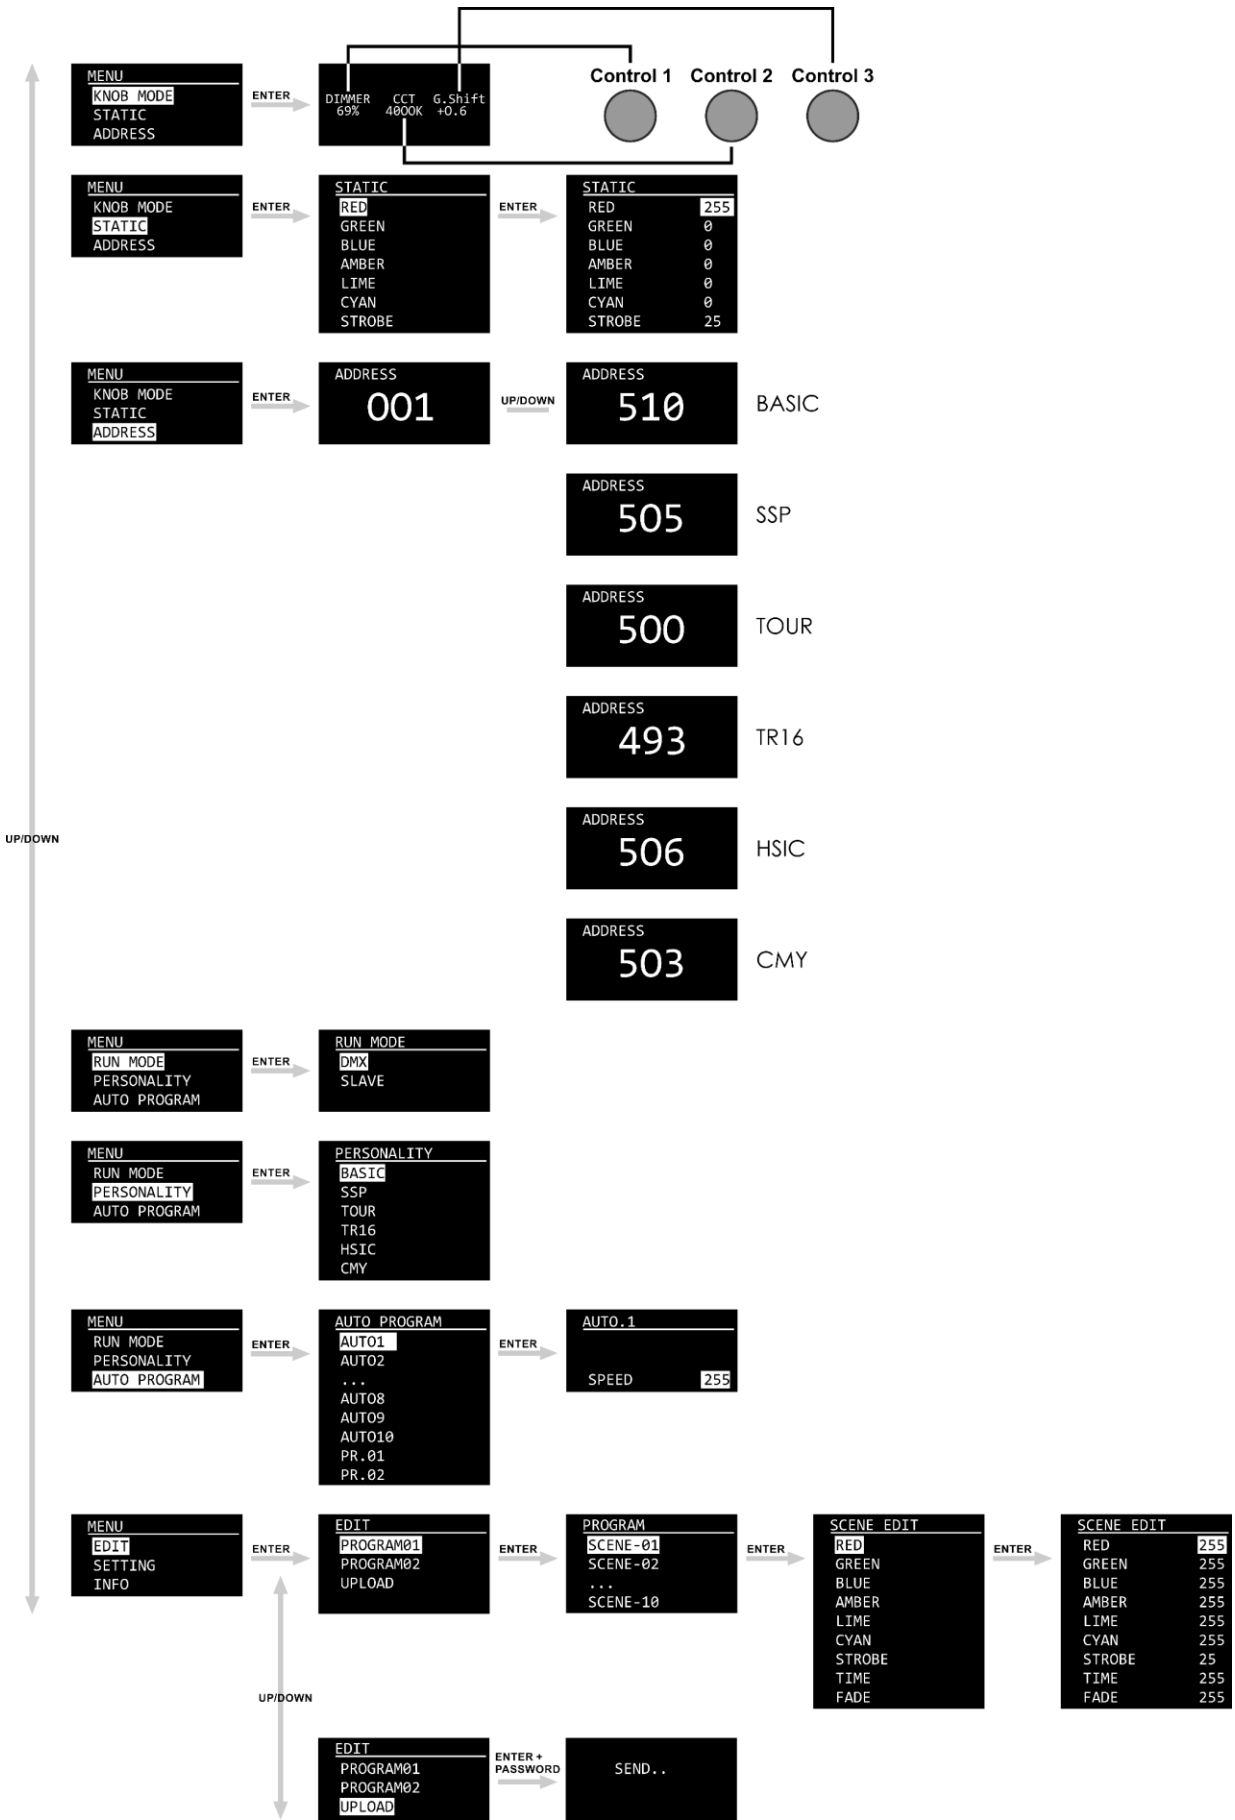 Control 1 Control 2 Control 3
MENU
KNOB MODE
STATIC
ADDRESS
ENTER
DIMMER CCT G.Shift
69% 4000K +0.6
MENU
KNOB MODE
STATIC
ADDRESS
ENTER
STATIC
RED
GREEN
BLUE
AMBER
LIME
CYAN
STROBE
ENTER
STATIC
RED 255
GREEN 0
BLUE 0
AMBER 0
LIME 0
CYAN 0
STROBE 25
MENU
KNOB MODE
STATIC
ADDRESS
ENTER
ADDRESS
001
UP/DOWN
ADDRESS
510
BASIC
ADDRESS
505
SSP
ADDRESS
500
TOUR
ADDRESS
493
TR16
UP/DOWN
ADDRESS
506
HSIC
ADDRESS
503
CMY
MENU
RUN MODE
PERSONALITY
AUTO PROGRAM
ENTER
RUN MODE
DMX
SLAVE
MENU
RUN MODE
PERSONALITY
AUTO PROGRAM
ENTER
PERSONALITY
BASIC
SSP
TOUR
TR16
HSIC
CMY
MENU
RUN MODE
PERSONALITY
AUTO PROGRAM
ENTER
AUTO PROGRAM
AUTO1
AUTO2
...
AUTO8
AUTO9
AUTO10
PR.01
PR.02
ENTER
AUTO.1
SPEED 255
MENU
EDIT
SETTING
INFO
ENTER
EDIT
PROGRAM01
PROGRAM02
UPLOAD
ENTER
PROGRAM
SCENE-01
SCENE-02
...
SCENE-10
ENTER
SCENE EDIT
RED
GREEN
BLUE
AMBER
LIME
CYAN
STROBE
TIME
FADE
ENTER
SCENE EDIT
RED 255
GREEN 255
BLUE 255
AMBER 255
LIME 255
CYAN 255
STROBE 25
TIME 255
FADE 255
UP/DOWN
EDIT
PROGRAM01
PROGRAM02
UPLOAD
ENTER +
PASSWORD
SEND..